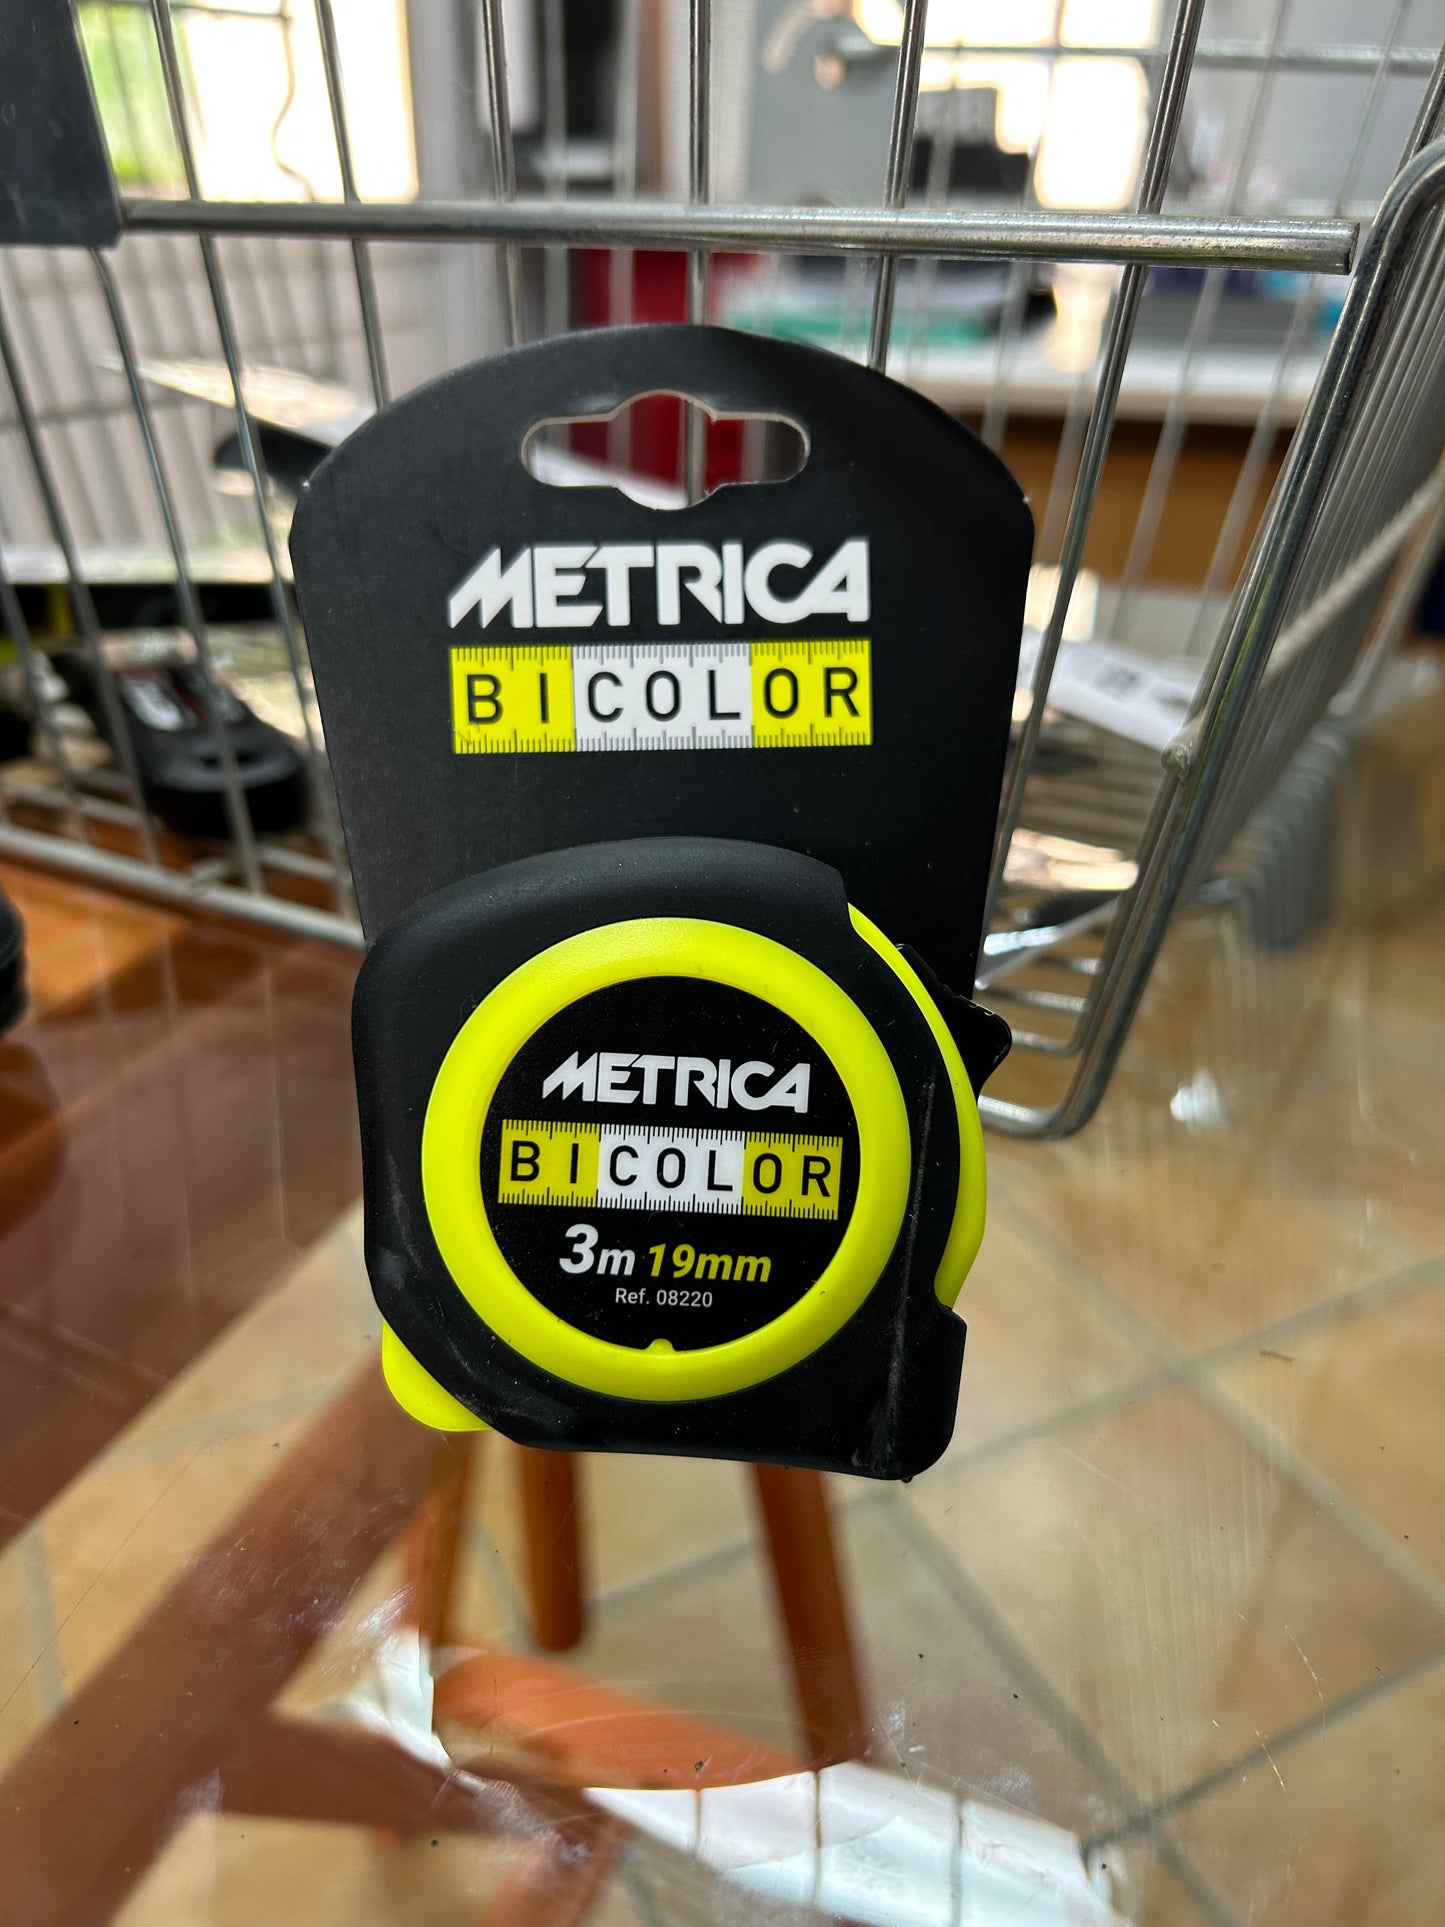 METRICA
BICOLOR
METRICA
BICOLOR
3m 19mm
Ref. 08220